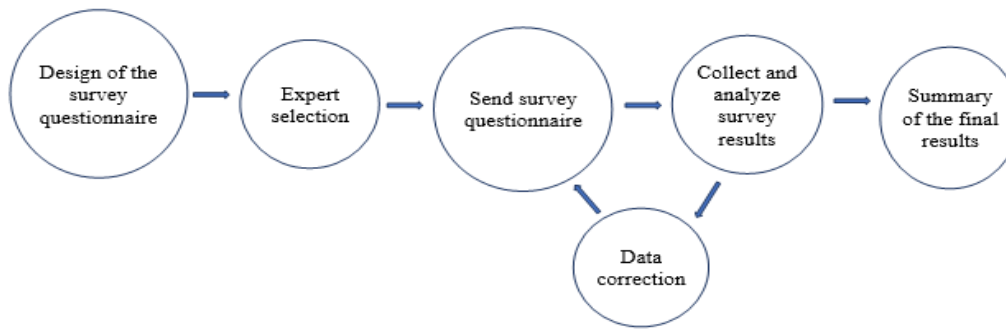 Design of the
survey
questionnaire
Expert
selection
Send survey
questionnaire
Collect and
analyze
survey
results
Summary
of the final
results
Data
correction